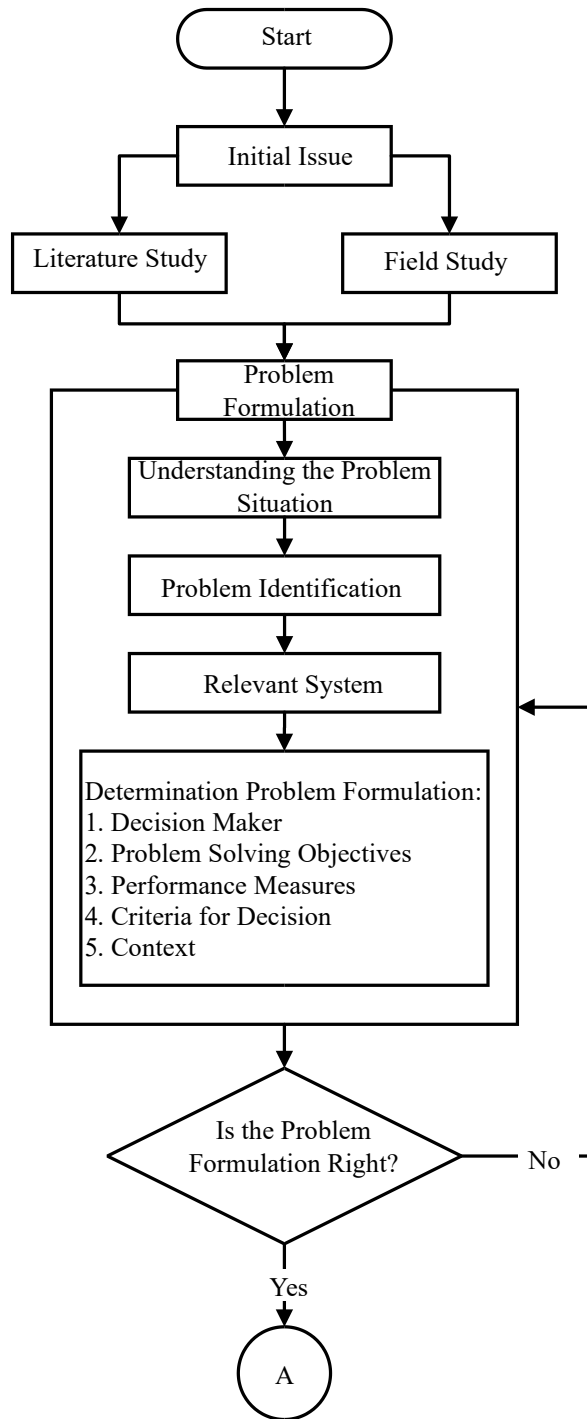 Start
Initial Issue
Literature Study
Field Study
Problem
Formulation
Understanding the Problem
Situation
Problem Identification
Relevant System
Determination Problem Formulation:
1. Decision Maker
2. Problem Solving Objectives
3. Performance Measures
4. Criteria for Decision
5. Context
Is the Problem
Formulation Right?
No
Yes
A